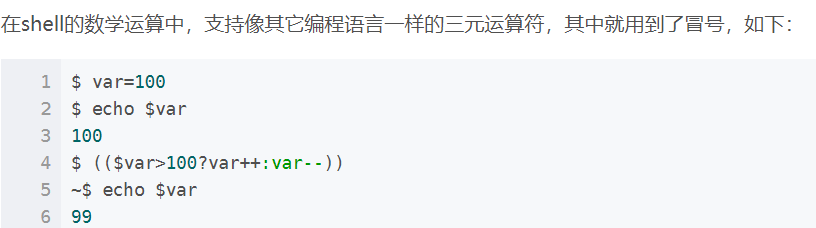 在shell的数学运算中，支持像其它编程语言一样的三元运算符，其中就用到了冒号，如下：
1 $ var=100
2 $ echo $var
3 100
4 $ (($var>100?var++:var--))
5 ~$ echo $var
6 99